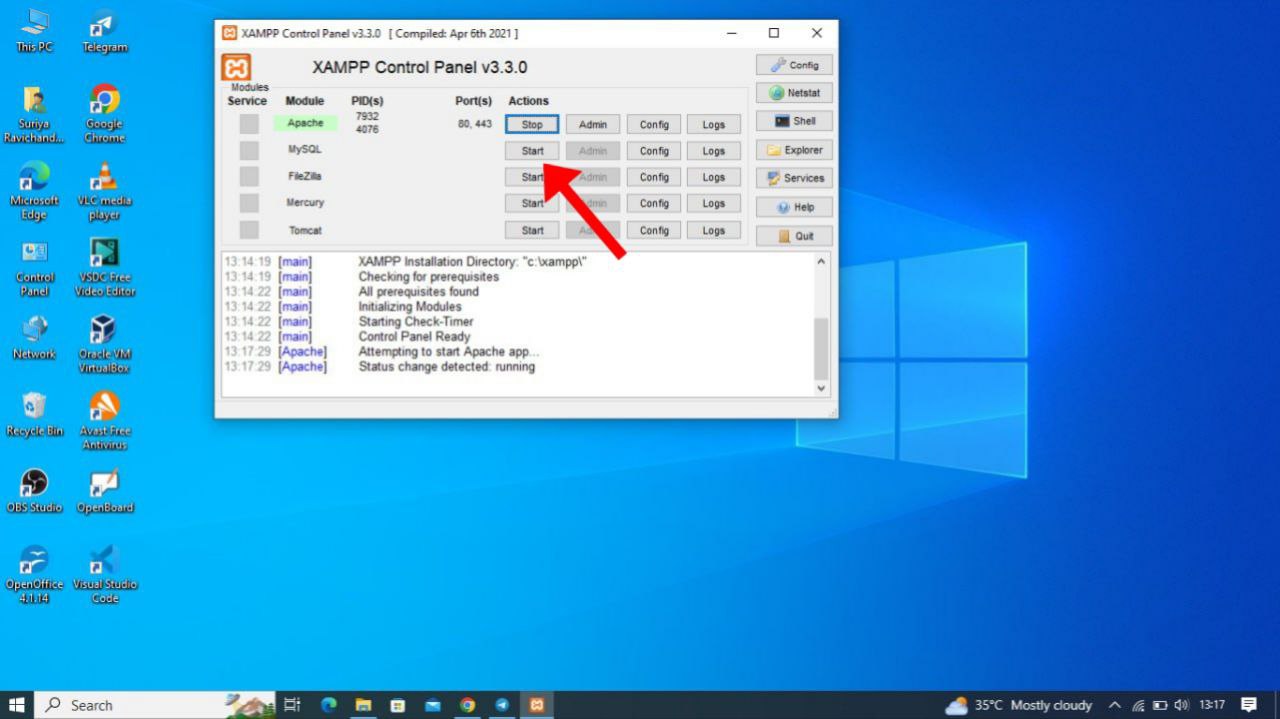 This PC
Telegram
Suriya
Ravichand...
Google
Chrome
Microsoft
Edge
VLC media
player
Control
Panel
VSDC Free
Video Editor
Network
Oracle VM
VirtualBox
Recycle Bin
Avast Free
Antivirus
OBS Studio
OpenBoard
OpenOffice
4.1.14
Visual Studio
Code
XAMPP Control Panel v3.3.0 [ Compiled: Apr 6th 2021 ]
XAMPP Control Panel v3.3.0
Config
Netstat
Shell
Explorer
Services
Help
Quit
Modules
Service Module PID(s) Port(s) Actions
Apache 7932 4076 80, 443 Stop Admin Config Logs
MySQL Start Admin Config Logs
FileZilla Start Admin Config Logs
Mercury Start Admin Config Logs
Tomcat Start Config Logs
13:14:19 [main] XAMPP Installation Directory: "c:\xampp\"
13:14:19 [main] Checking for prerequisites
13:14:22 [main] All prerequisites found
13:14:22 [main] Initializing Modules
13:14:22 [main] Starting Check-Timer
13:14:22 [main] Control Panel Ready
13:17:29 [Apache] Attempting to start Apache app...
13:17:29 [Apache] Status change detected: running
Search
35°C Mostly cloudy
13:17